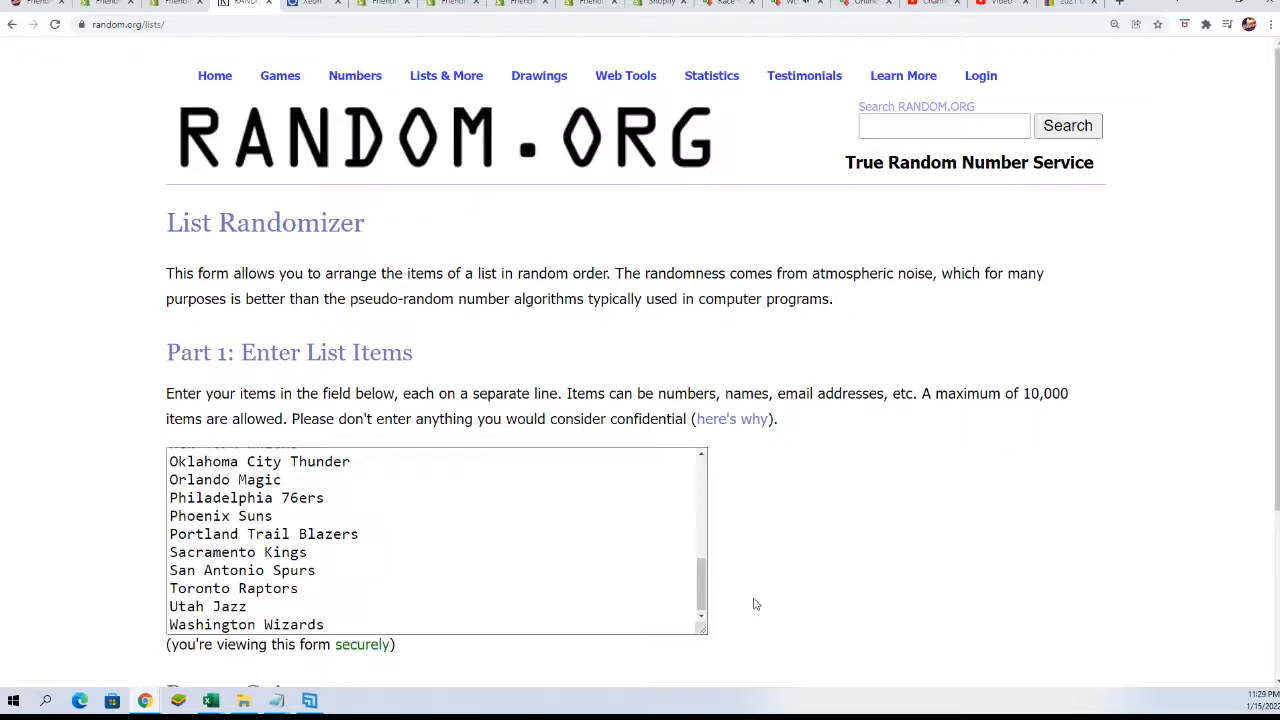 random.org/lists/
Home Games Numbers Lists & More Drawings Web Tools Statistics Testimonials Learn More Login
RANDOM.ORG
Search RANDOM.ORG
Search
True Random Number Service
List Randomizer
This form allows you to arrange the items of a list in random order. The randomness comes from atmospheric noise, which for many
purposes is better than the pseudo-random number algorithms typically used in computer programs.
Part 1: Enter List Items
Enter your items in the field below, each on a separate line. Items can be numbers, names, email addresses, etc. A maximum of 10,000
items are allowed. Please don't enter anything you would consider confidential (here's why).
Oklahoma City Thunder
Orlando Magic
Philadelphia 76ers
Phoenix Suns
Portland Trail Blazers
Sacramento Kings
San Antonio Spurs
Toronto Raptors
Utah Jazz
Washington Wizards
(you're viewing this form securely)
11:29 PM